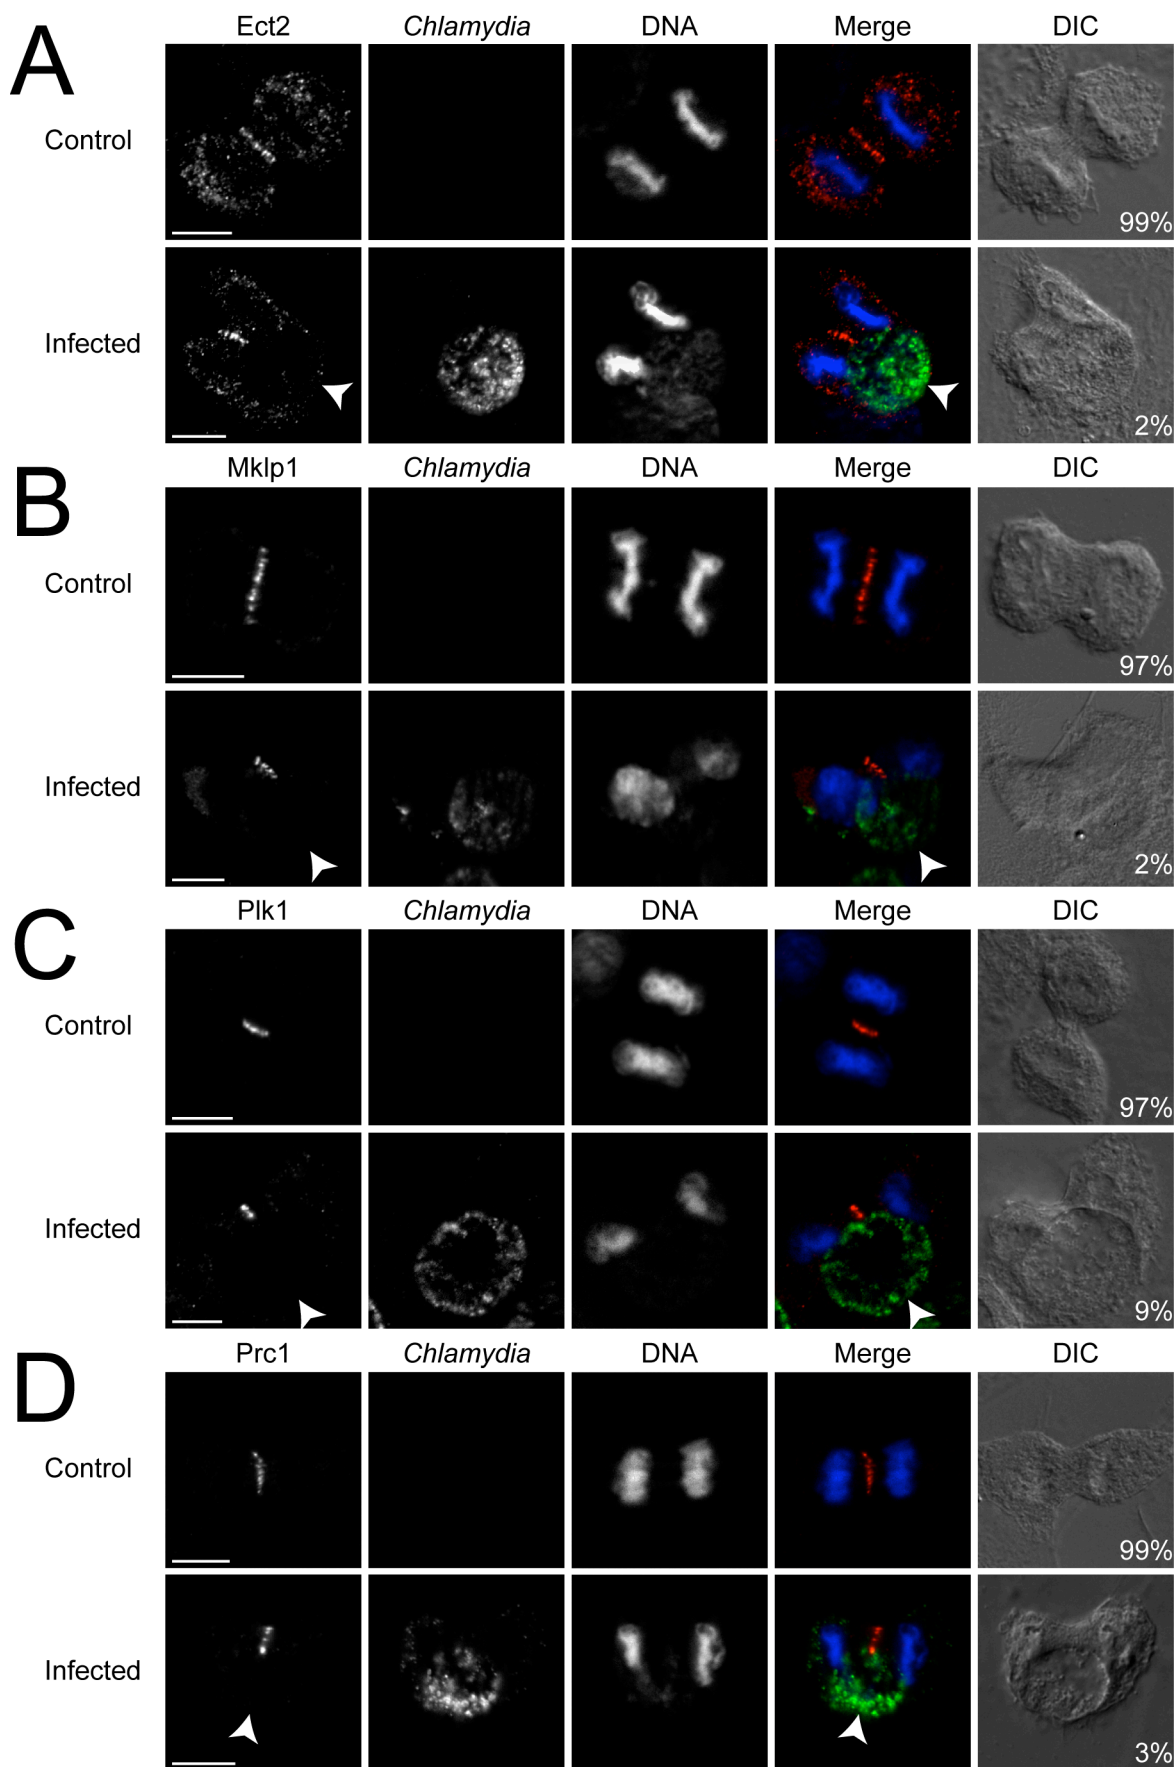 A
Ect2 Chlamydia DNA Merge DIC
Control
99%
Infected
2%
B
Mklp1 Chlamydia DNA Merge DIC
Control
97%
Infected
2%
C
Plk1 Chlamydia DNA Merge DIC
Control
97%
Infected
9%
D
Prc1 Chlamydia DNA Merge DIC
Control
99%
Infected
3%